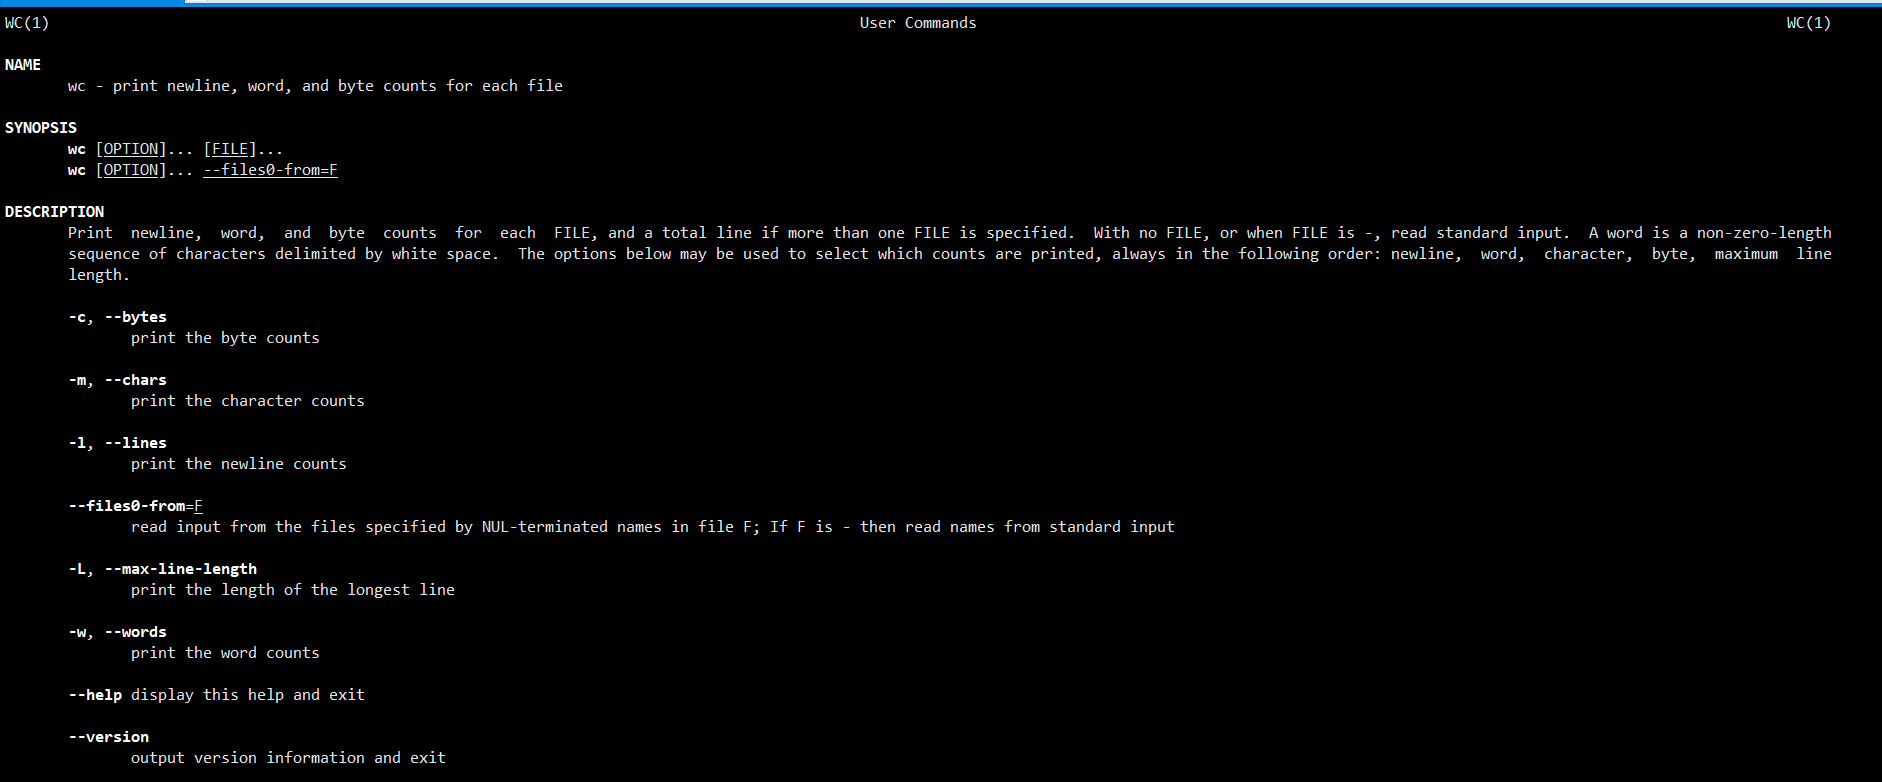 WC(1) User Commands WC(1)
NAME
wc - print newline, word, and byte counts for each file
SYNOPSIS
wc [OPTION]... [FILE]...
wc [OPTION]... --files0-from=F
DESCRIPTION
Print newline, word, and byte counts for each FILE, and a total line if more than one FILE is specified. With no FILE, or when FILE is -, read standard input. A word is a non-zero-length
sequence of characters delimited by white space. The options below may be used to select which counts are printed, always in the following order: newline, word, character, byte, maximum line
length.
-c, --bytes
print the byte counts
-m, --chars
print the character counts
-l, --lines
print the newline counts
--files0-from=F
read input from the files specified by NUL-terminated names in file F; If F is - then read names from standard input
-L, --max-line-length
print the length of the longest line
-w, --words
print the word counts
--help display this help and exit
--version
output version information and exit